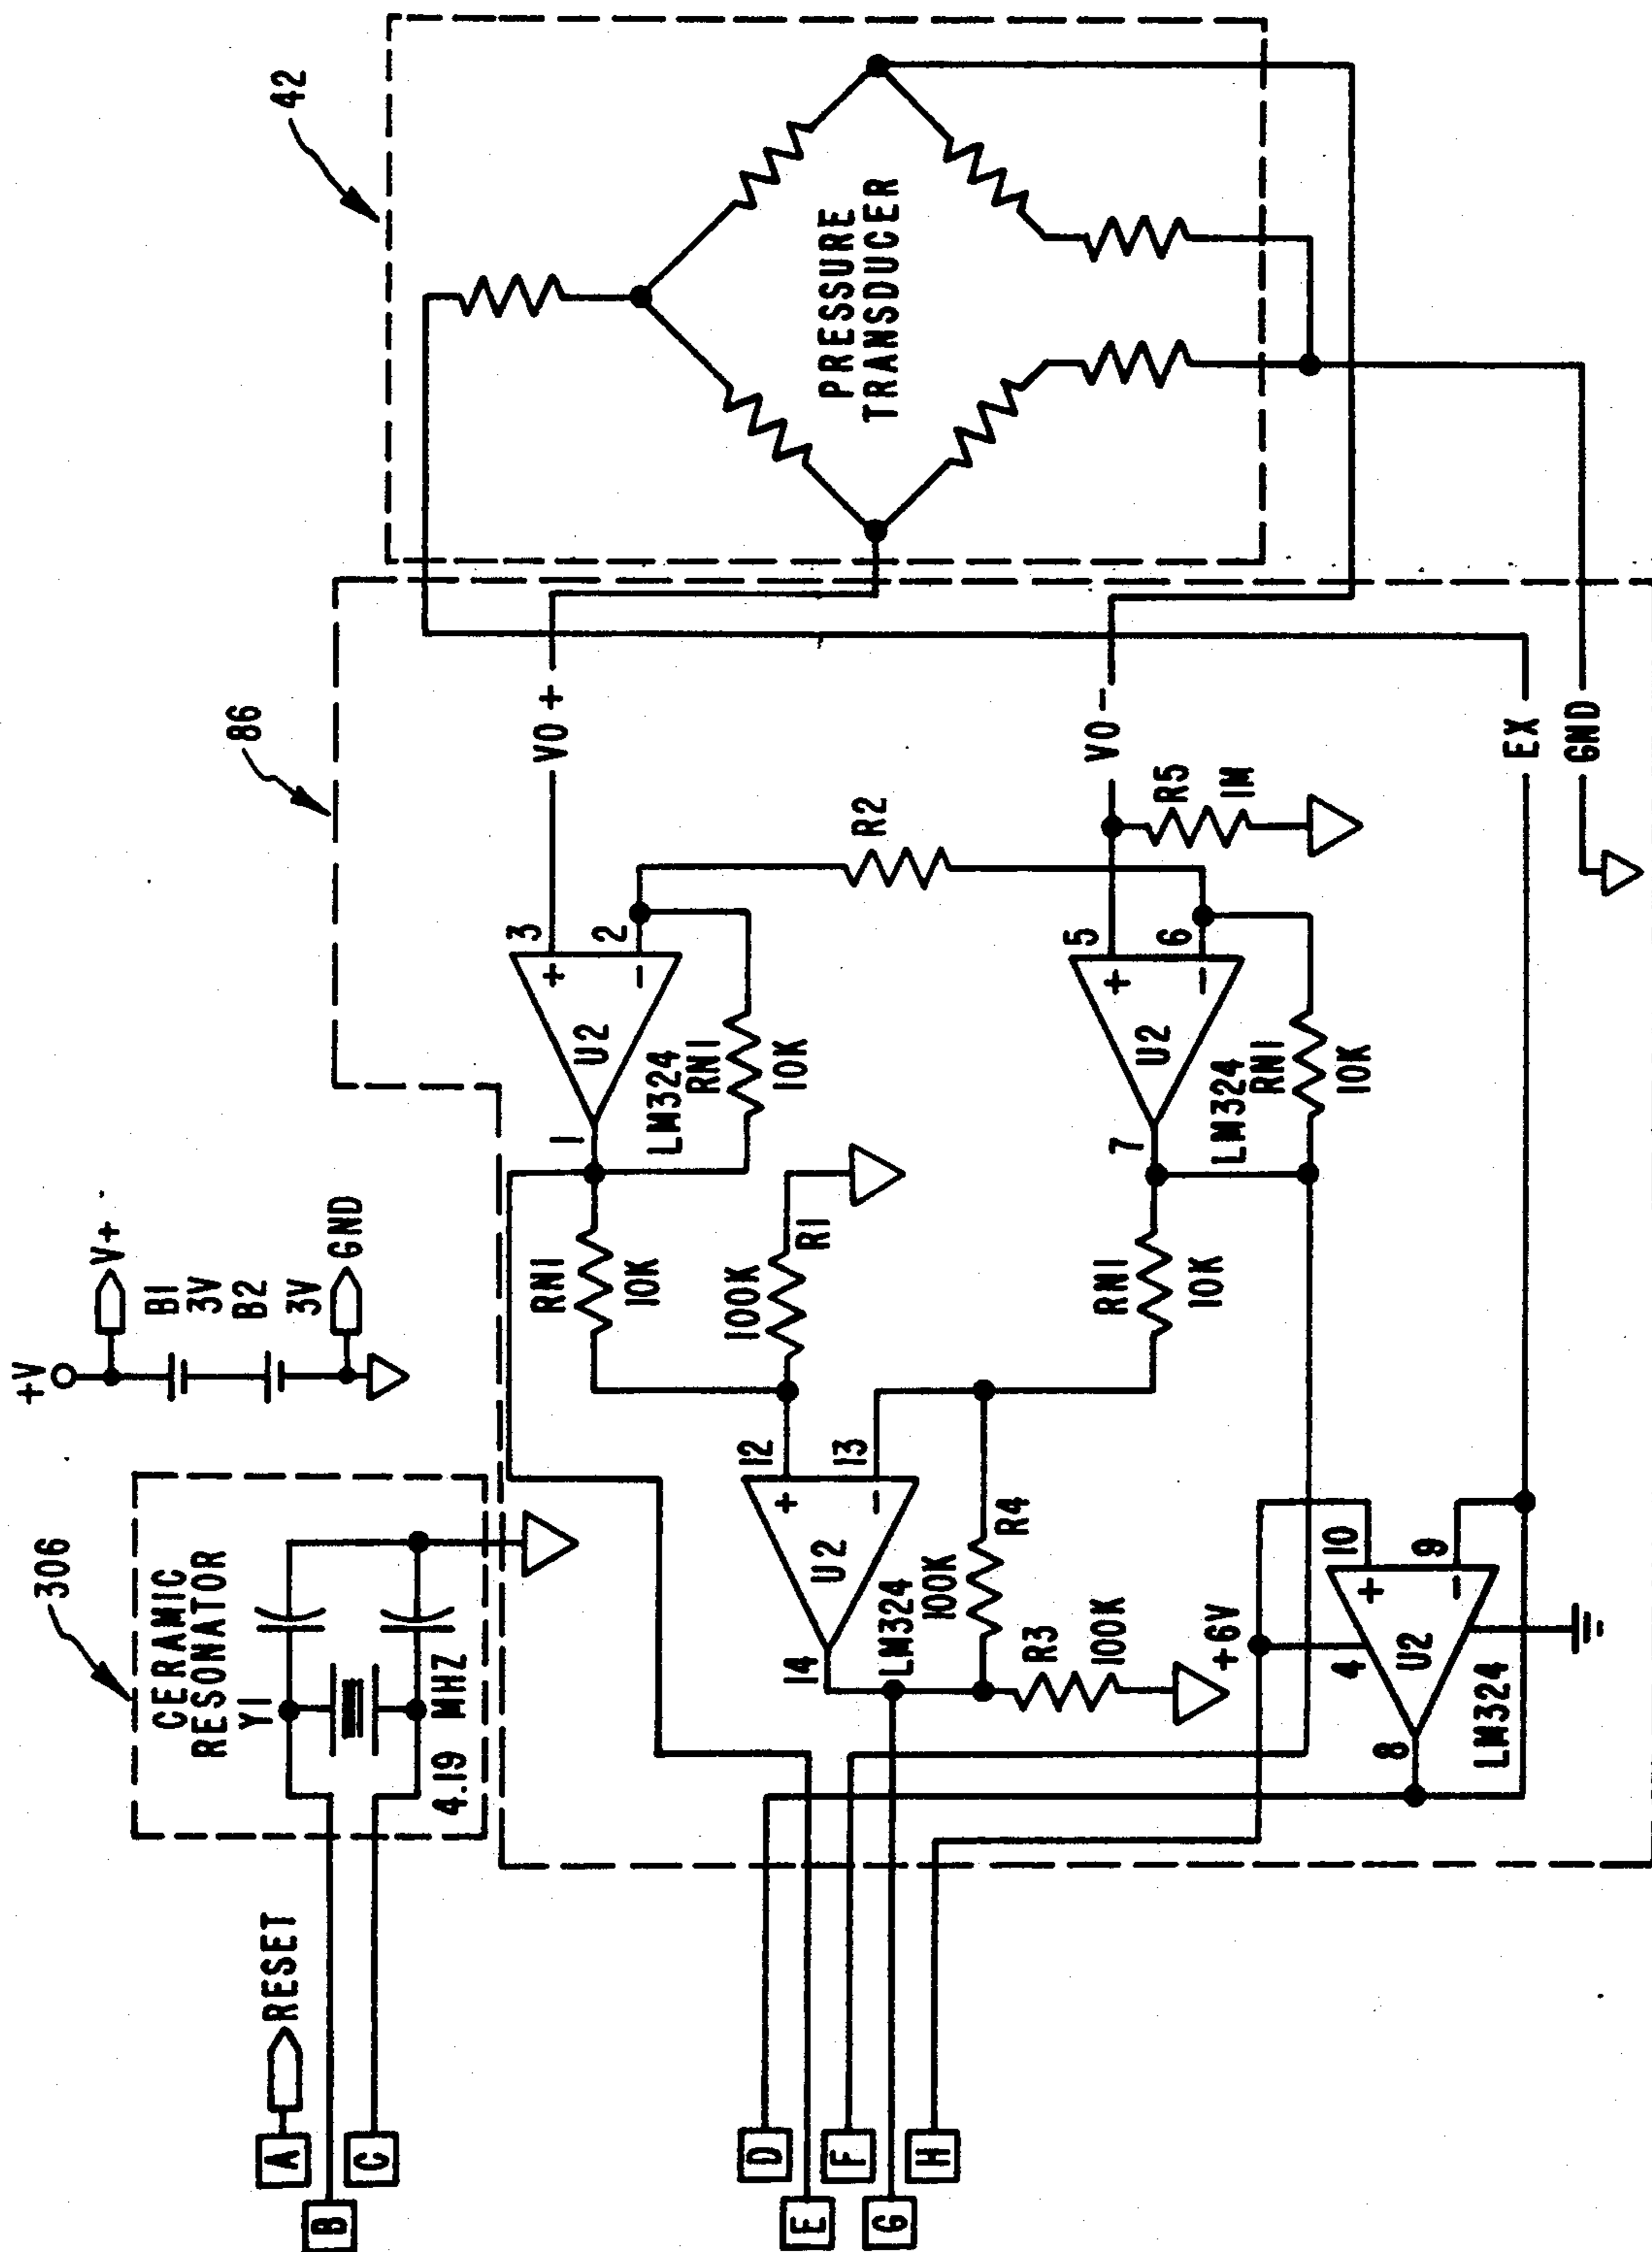 306
CERAMIC
RESONATOR
Y1
4.19 MHZ
A
RESET
B
C
+V
V+
B1
3V
B2
3V
GND
86
42
PRESSURE
TRANSDUCER
VO+
VO-
EX
GND
3
+
2
-
U2
1
LM324
RN1
10K
R2
5
+
6
-
U2
7
LM324
RN1
10K
R5
1M
RN1
10K
100K
R1
RN1
10K
12
+
13
-
U2
14
LM324
100K
R4
R3
100K
+6V
10
+
9
-
4
U2
8
LM324
D
E
F
G
H